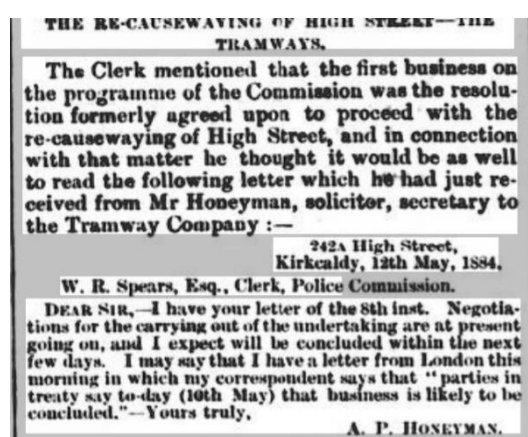 THE RE-CAUSEWAYING OF HIGH STREET—THE
TRAMWAYS.
The Clerk mentioned that the first business on
the programme of the Commission was the resolu-
tion formerly agreed upon to proceed with the
re-causewaying of High Street, and in connection
with that matter he thought it would be as well
to read the following letter which he had just re-
ceived from Mr Honeyman, solicitor, secretary to
the Tramway Company :—
242A High Street,
Kirkcaldy, 12th May, 1884.
W. R. Spears, Esq., Clerk, Police Commission.
DEAR SIR,—I have your letter of the 8th inst. Negotia-
tions for the carrying out of the undertaking are at present
going on, and I expect will be concluded within the next
few days. I may say that I have a letter from London this
morning in which my correspondent says that "parties in
treaty say to-day (10th May) that business is likely to be
concluded."—Yours truly,
A. P. HONEYMAN.